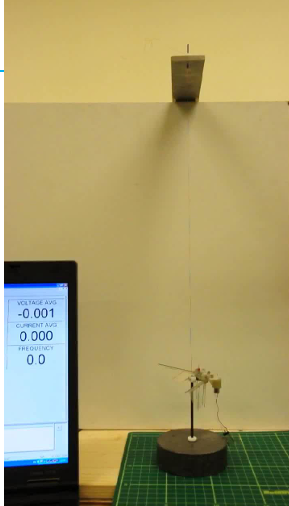 VOLTAGE AVG
-0.001
CURRENT AVG
0.000
FREQUENCY
0.0